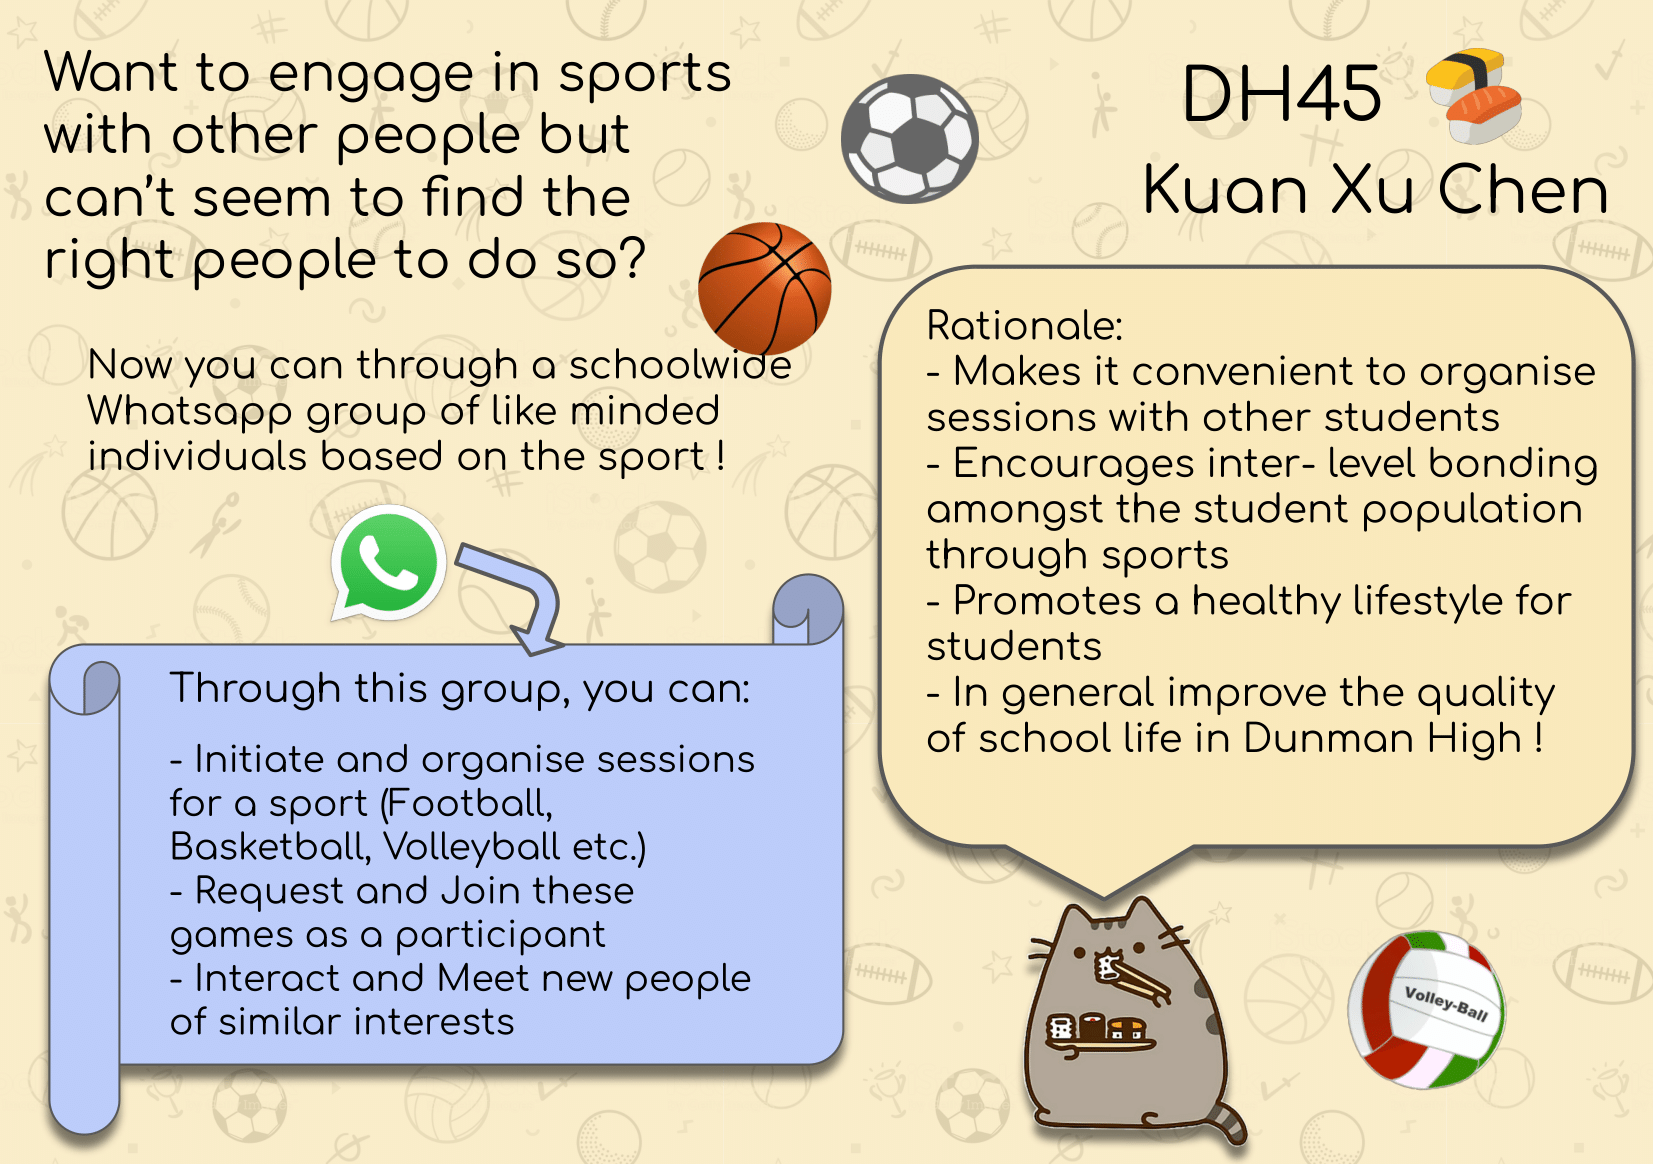 Want to engage in sports
with other people but
can't seem to find the
right people to do so?
Now you can through a schoolwide
Whatsapp group of like minded
individuals based on the sport !
Through this group, you can:
- Initiate and organise sessions
for a sport (Football,
Basketball, Volleyball etc.)
- Request and Join these
games as a participant
- Interact and Meet new people
of similar interests
DH45
Kuan Xu Chen
Rationale:
- Makes it convenient to organise
sessions with other students
- Encourages inter- level bonding
amongst the student population
through sports
- Promotes a healthy lifestyle for
students
- In general improve the quality
of school life in Dunman High !
Volley-Ball